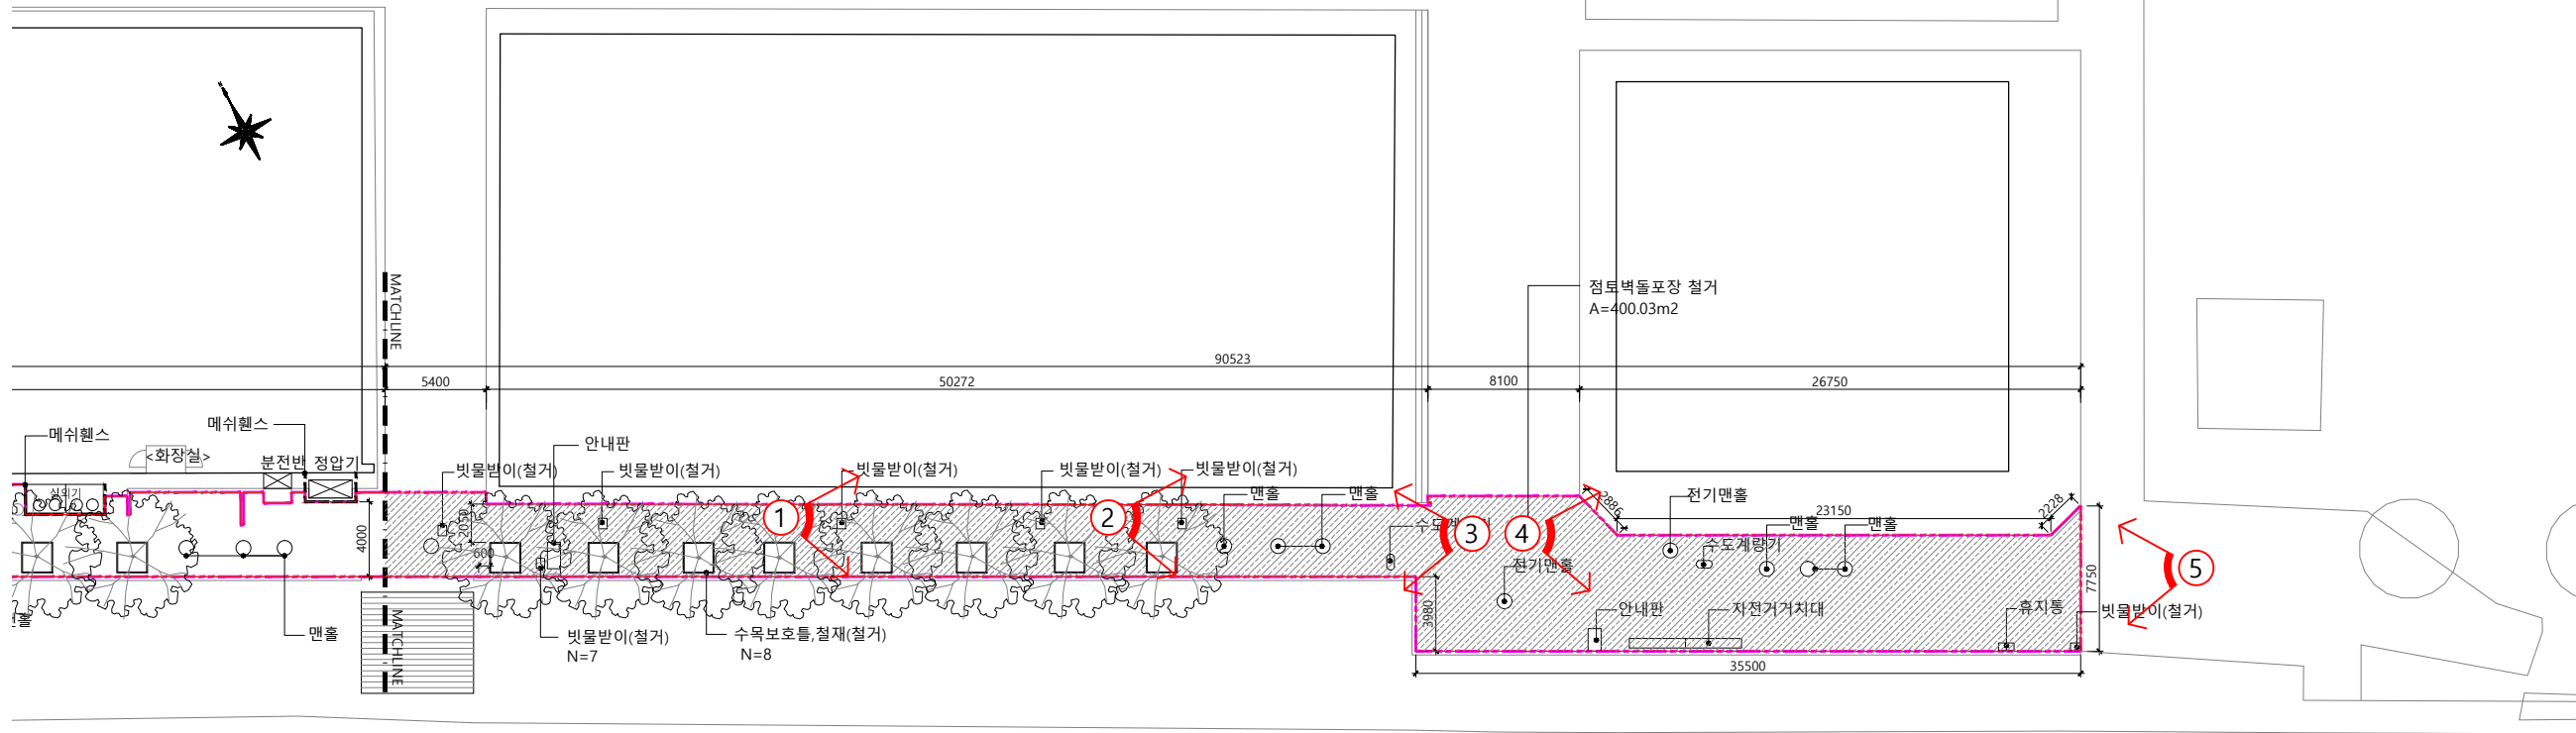 MATCHLINE
점토벽돌포장 철거
A=400.03m2
90523
5400
50272
8100
26750
메쉬휀스
메쉬휀스
<화장실>
분전반
정압기
실외기
안내판
빗물받이(철거)
빗물받이(철거)
빗물받이(철거)
빗물받이(철거)
빗물받이(철거)
맨홀
맨홀
전기맨홀
2886
23150
2228
맨홀
맨홀
4000
2050
600
1
2
3
4
5
수도계량기
전기맨홀
7750
3980
안내판
자전거거치대
휴지통
빗물받이(철거)
맨홀
MATCHLINE
빗물받이(철거)
N=7
수목보호틀,철재(철거)
N=8
35500